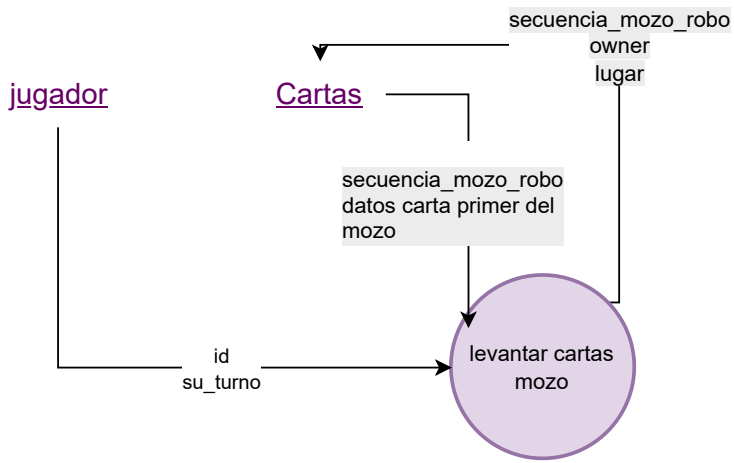 secuencia_mozo_robo
owner
lugar
jugador
Cartas
secuencia_mozo_robo
datos carta primer del
mozo
levantar cartas
mozo
id
su_turno